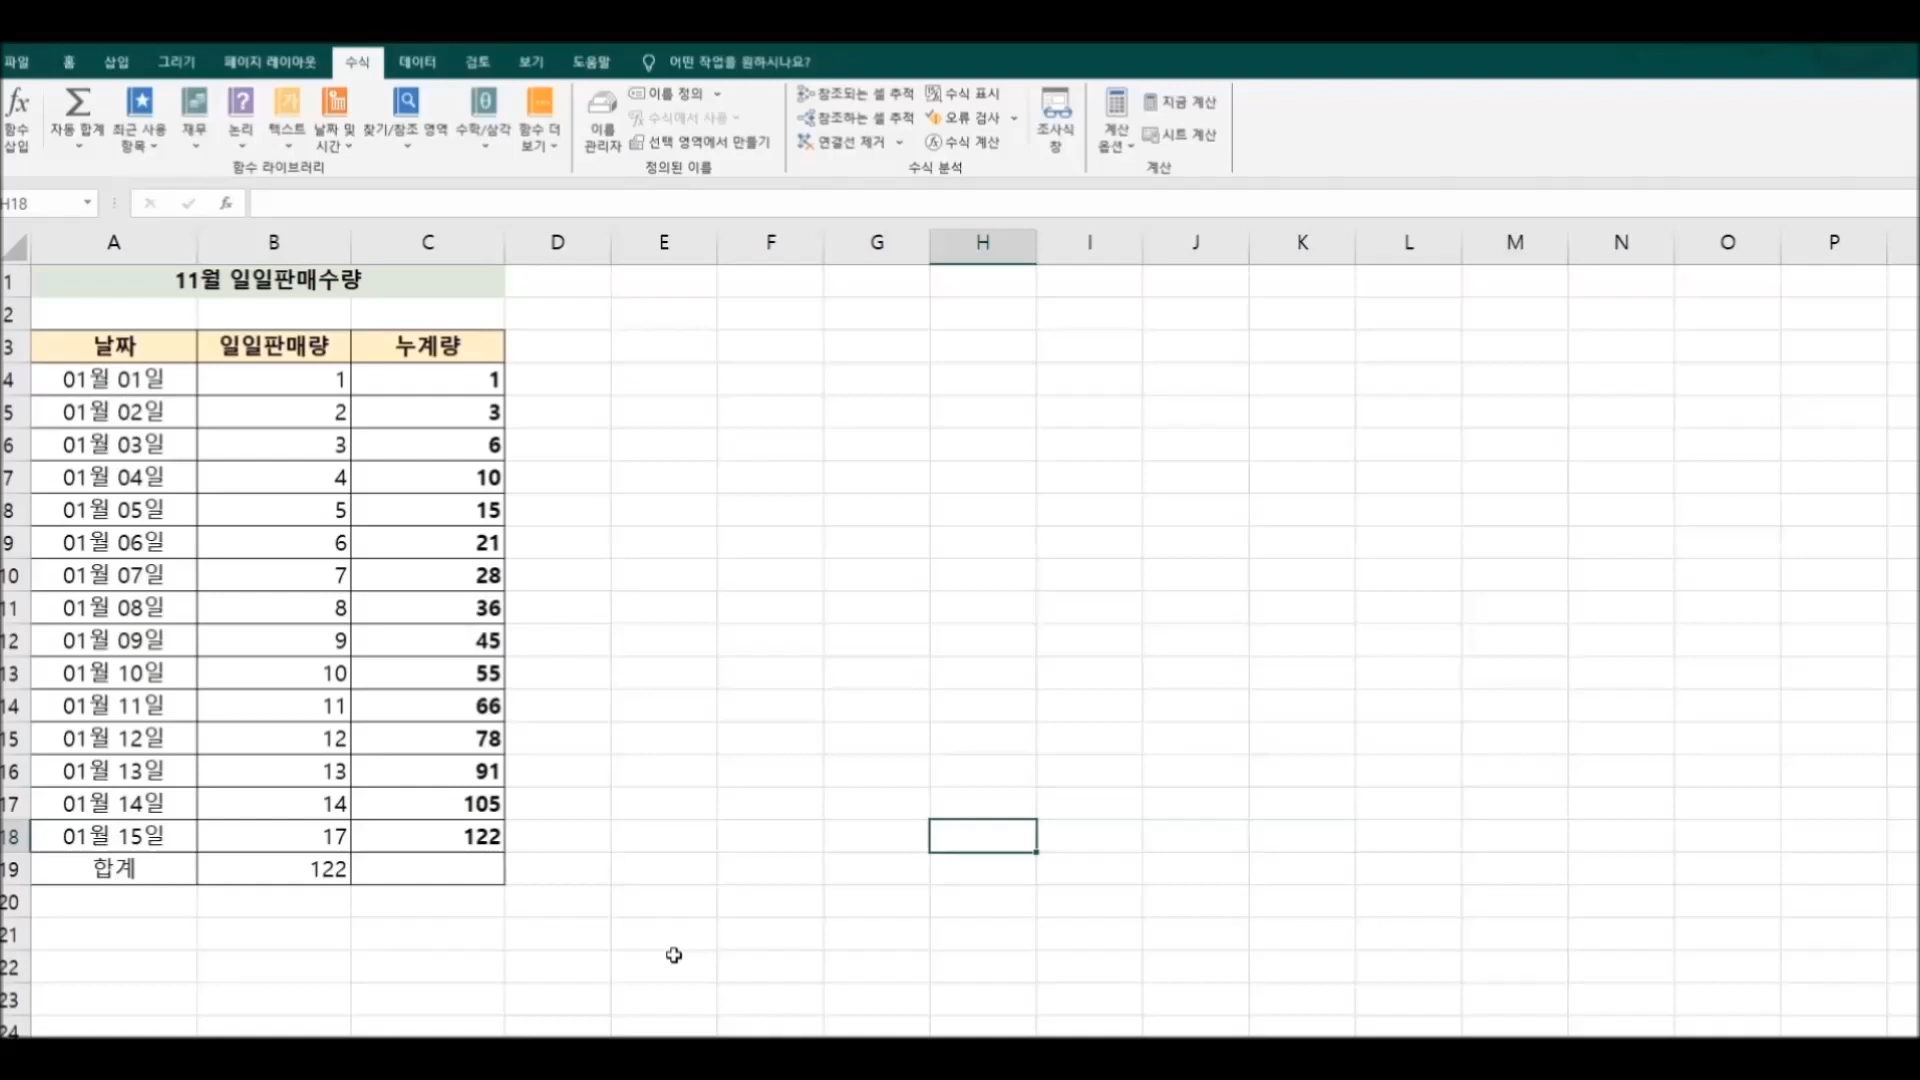 파일 홈 삽입 그리기 페이지 레이아웃 수식 데이터 검토 보기 도움말 어떤 작업을 원하시나요?
fx 함수 삽입
자동 합계
최근 사용 항목
재무
논리
텍스트
날짜 및 시간
찾기/참조 영역
수학/삼각
함수 더 보기
함수 라이브러리
이름 관리자
이름 정의
수식에서 사용
선택 영역에서 만들기
정의된 이름
참조되는 셀 추적
참조하는 셀 추적
연결선 제거
수식 표시
오류 검사
수식 계산
수식 분석
조사식 창
계산 옵션
지금 계산
시트 계산
계산
H18 fx
A B C D E F G H I J K L M N O P
1 11월 일일판매수량
2
3 날짜 일일판매량 누계량
4 01월 01일 1 1
5 01월 02일 2 3
6 01월 03일 3 6
7 01월 04일 4 10
8 01월 05일 5 15
9 01월 06일 6 21
10 01월 07일 7 28
11 01월 08일 8 36
12 01월 09일 9 45
13 01월 10일 10 55
14 01월 11일 11 66
15 01월 12일 12 78
16 01월 13일 13 91
17 01월 14일 14 105
18 01월 15일 17 122
19 합계 122
20
21
22
23
24